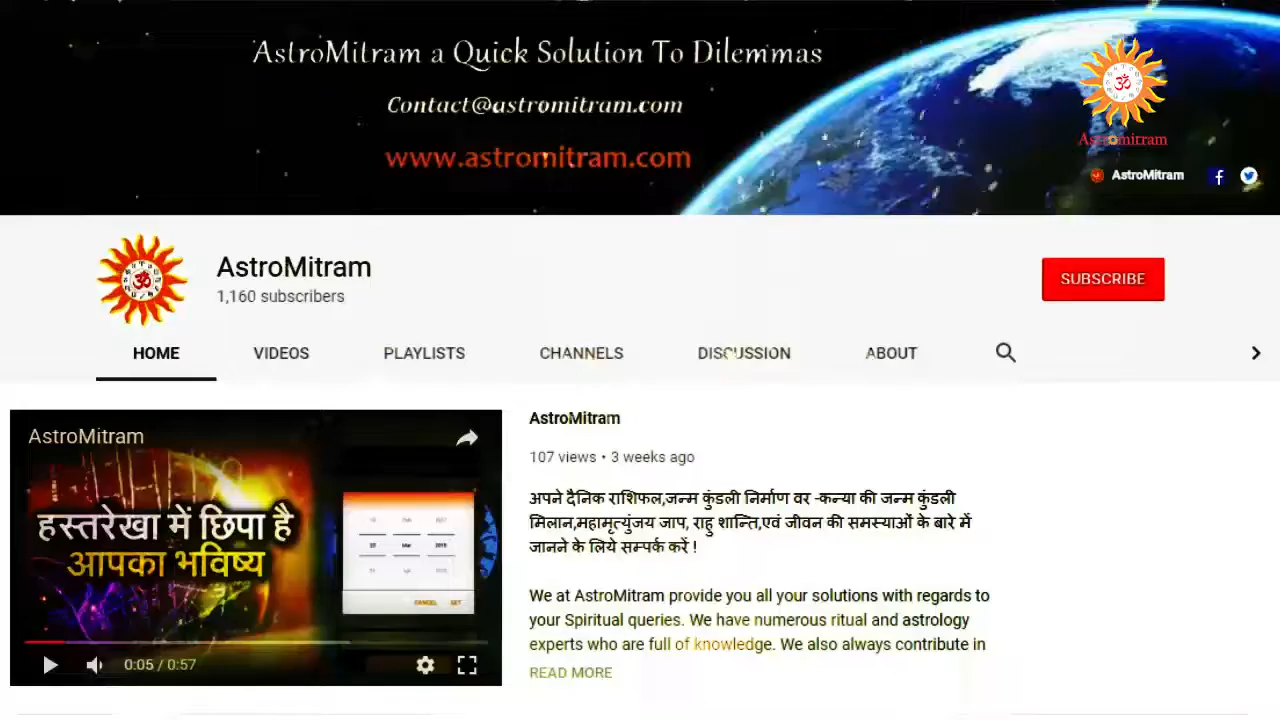 AstroMitram a Quick Solution To Dilemmas
Contact@astromitram.com
www.astromitram.com
Astromitram
AstroMitram
AstroMitram
1,160 subscribers
SUBSCRIBE
HOME VIDEOS PLAYLISTS CHANNELS DISCUSSION ABOUT
AstroMitram
हस्तरेखा में छिपा है
आपका भविष्य
CANCEL SET
0:05 / 0:57
AstroMitram
107 views • 3 weeks ago
अपने दैनिक राशिफल,जन्म कुंडली निर्माण वर -कन्या की जन्म कुंडली
मिलान,महामृत्युंजय जाप, राहु शान्ति,एवं जीवन की समस्याओं के बारे में
जानने के लिये सम्पर्क करें !
We at AstroMitram provide you all your solutions with regards to
your Spiritual queries. We have numerous ritual and astrology
experts who are full of knowledge. We also always contribute in
READ MORE